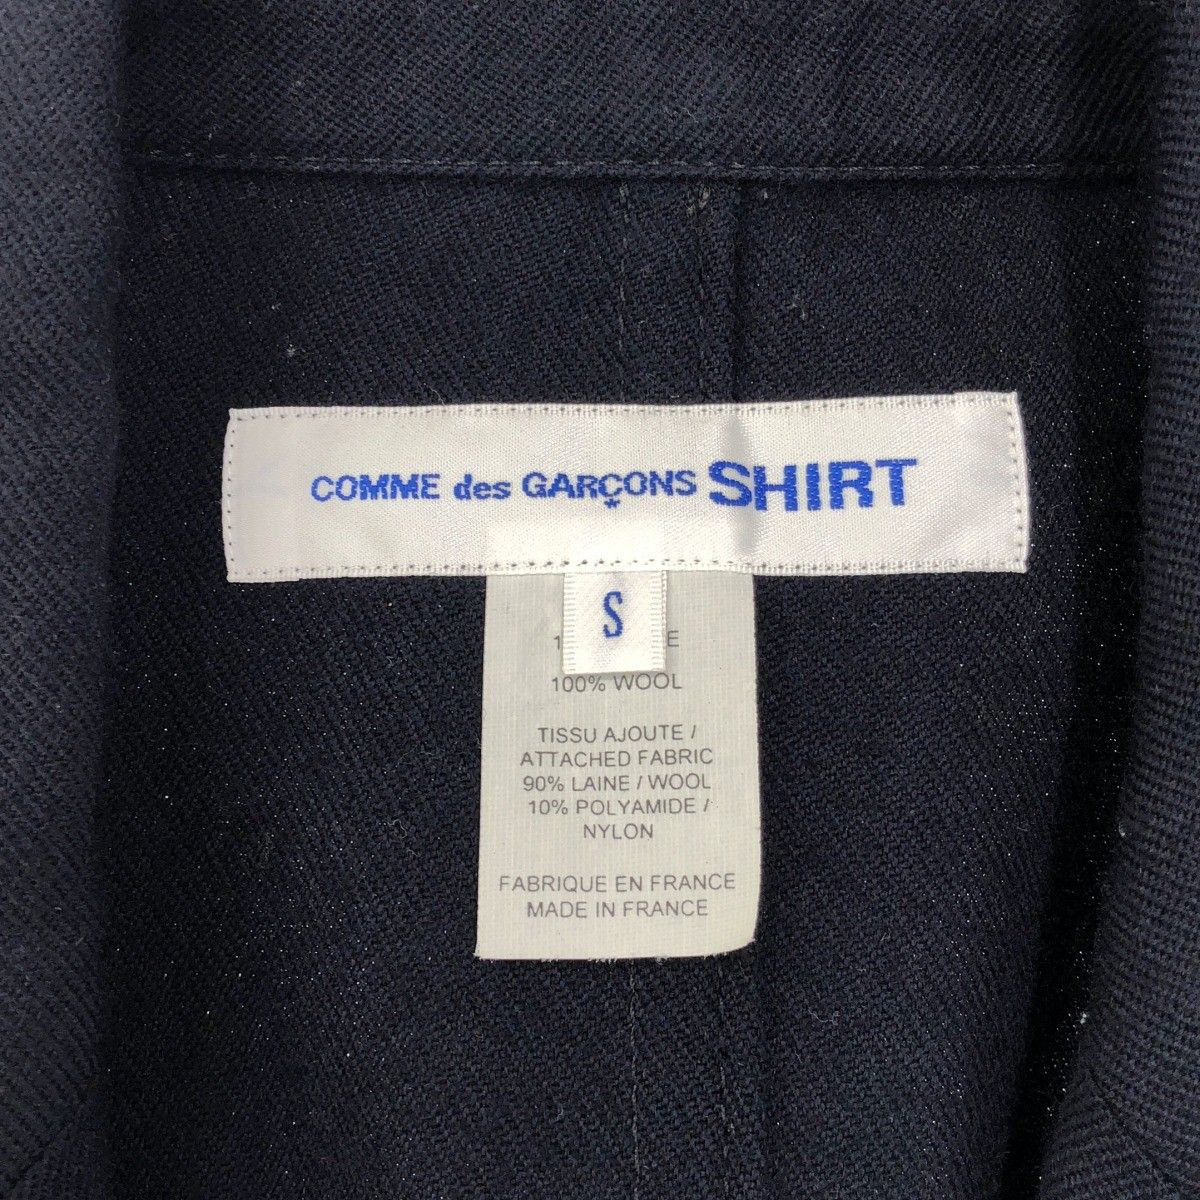 COMME des GARÇONS SHIRT
S
100% WOOL
TISSU AJOUTE /
ATTACHED FABRIC
90% LAINE / WOOL
10% POLYAMIDE /
NYLON
FABRIQUE EN FRANCE
MADE IN FRANCE